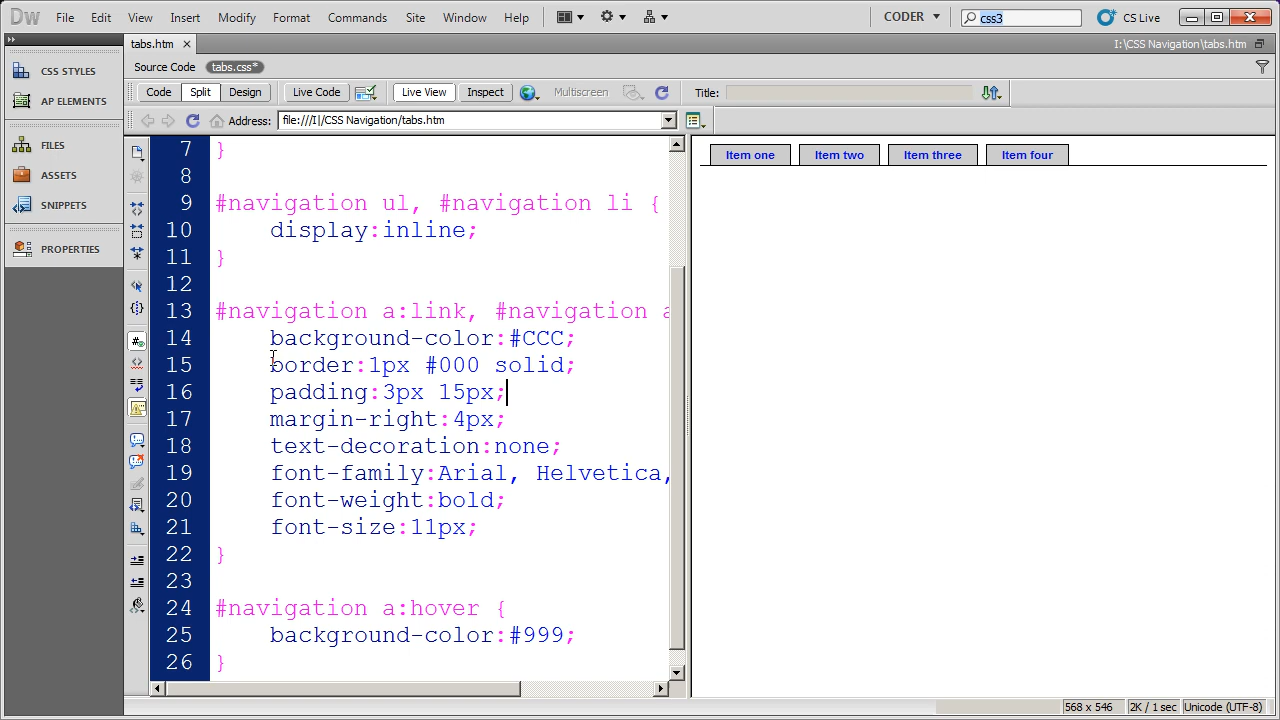 Dw File Edit View Insert Modify Format Commands Site Window Help CODER css3 CS Live
tabs.htm I:\CSS Navigation\tabs.htm
Source Code tabs.css*
Code Split Design Live Code Live View Inspect Multiscreen Title:
Address: file:///I|/CSS Navigation/tabs.htm
CSS STYLES
AP ELEMENTS
FILES
ASSETS
SNIPPETS
PROPERTIES
7 }
8
9 #navigation ul, #navigation li {
10 display:inline;
11 }
12
13 #navigation a:link, #navigation a
14 background-color:#CCC;
15 border:1px #000 solid;
16 padding:3px 15px;
17 margin-right:4px;
18 text-decoration:none;
19 font-family:Arial, Helvetica,
20 font-weight:bold;
21 font-size:11px;
22 }
23
24 #navigation a:hover {
25 background-color:#999;
26 }
Item one Item two Item three Item four
568 x 546 2K / 1 sec Unicode (UTF-8)